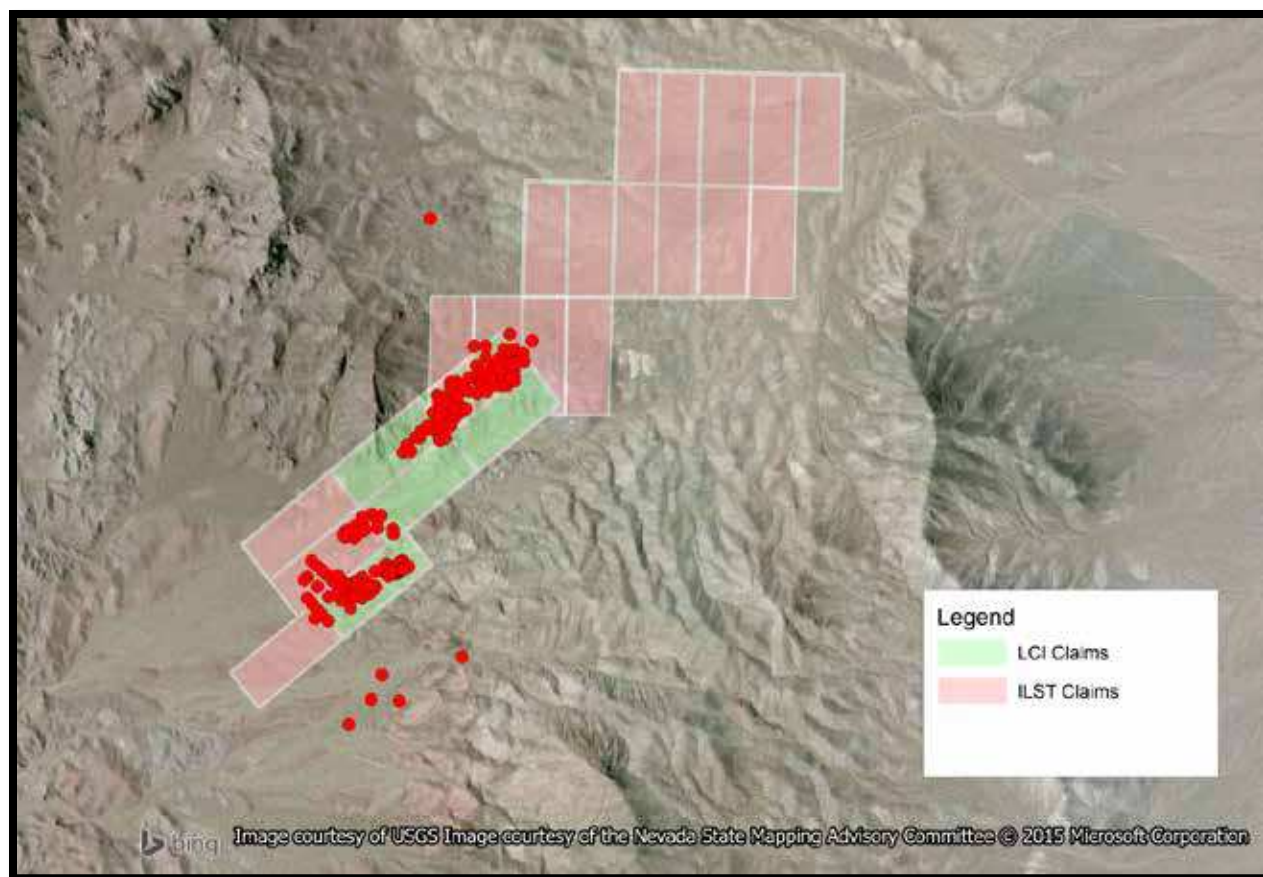 Legend
LCI Claims
ILST Claims
bing Image courtesy of USGS Image courtesy of the Nevada State Mapping Advisory Committee © 2015 Microsoft Corporation